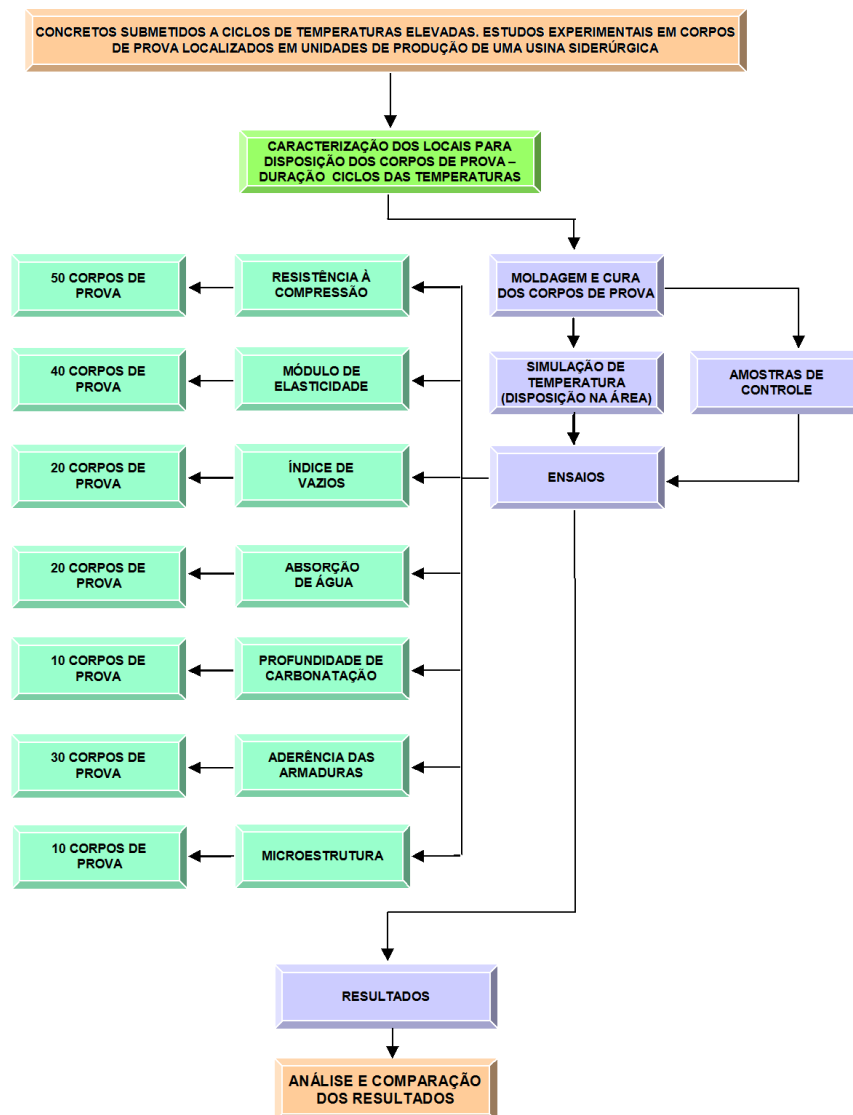 CONCRETOS SUBMETIDOS A CICLOS DE TEMPERATURAS ELEVADAS. ESTUDOS EXPERIMENTAIS EM CORPOS
DE PROVA LOCALIZADOS EM UNIDADES DE PRODUÇÃO DE UMA USINA SIDERÚRGICA
CARACTERIZAÇÃO DOS LOCAIS PARA
DISPOSIÇÃO DOS CORPOS DE PROVA –
DURAÇÃO CICLOS DAS TEMPERATURAS
50 CORPOS DE
PROVA
RESISTÊNCIA À
COMPRESSÃO
MOLDAGEM E CURA
DOS CORPOS DE PROVA
40 CORPOS DE
PROVA
MÓDULO DE
ELASTICIDADE
SIMULAÇÃO DE
TEMPERATURA
(DISPOSIÇÃO NA ÁREA)
AMOSTRAS DE
CONTROLE
20 CORPOS DE
PROVA
ÍNDICE DE
VAZIOS
ENSAIOS
20 CORPOS DE
PROVA
ABSORÇÃO
DE ÁGUA
10 CORPOS DE
PROVA
PROFUNDIDADE DE
CARBONATAÇÃO
30 CORPOS DE
PROVA
ADERÊNCIA DAS
ARMADURAS
10 CORPOS DE
PROVA
MICROESTRUTURA
RESULTADOS
ANÁLISE E COMPARAÇÃO
DOS RESULTADOS